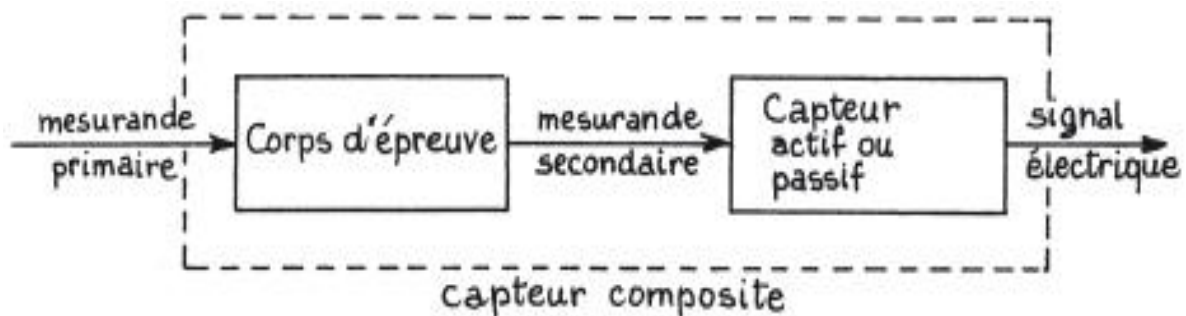 mesurande
primaire
Corps d'épreuve
mesurande
secondaire
Capteur
actif ou
passif
signal
électrique
capteur composite